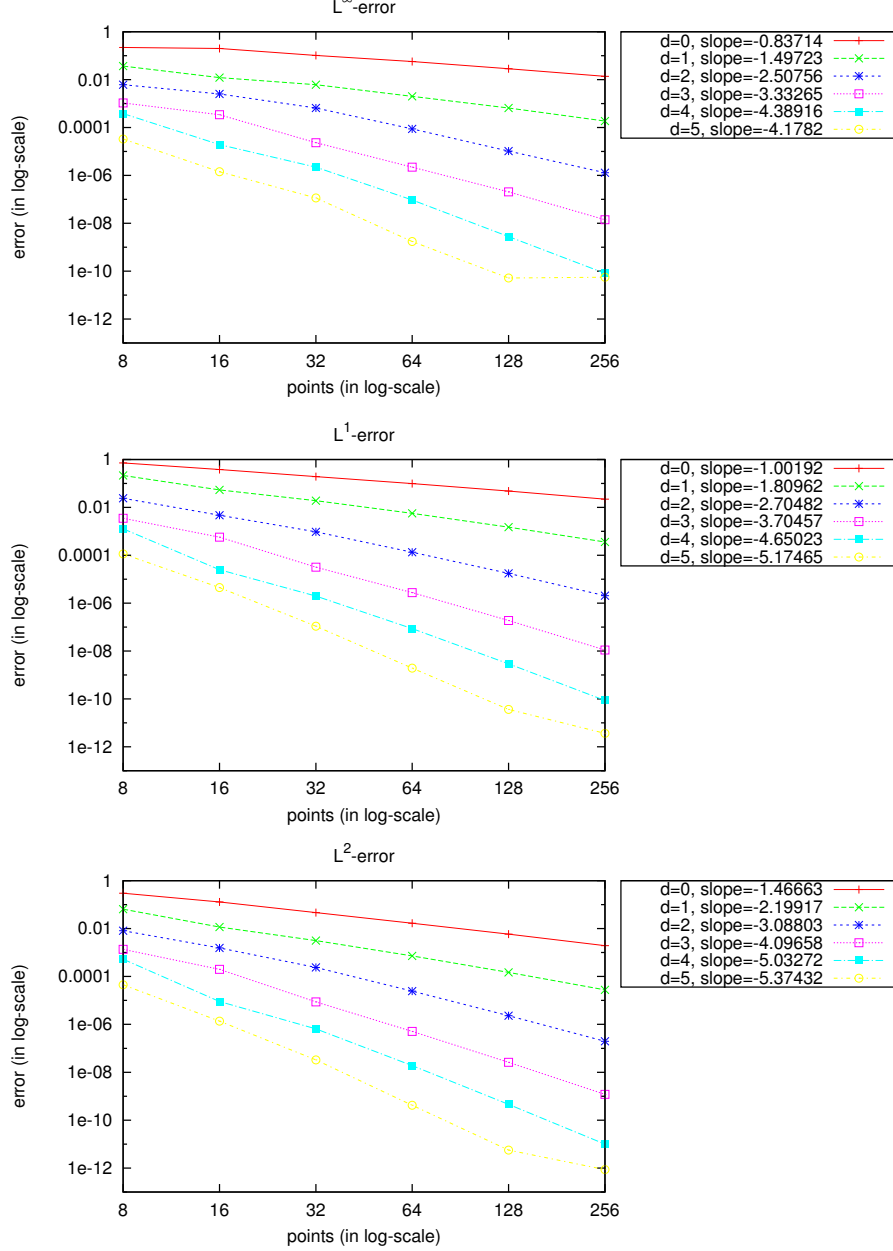 L∞-error
1
0.01
0.0001
1e-06
1e-08
1e-10
1e-12
error (in log-scale)
8 16 32 64 128 256
points (in log-scale)
d=0, slope=-0.83714
d=1, slope=-1.49723
d=2, slope=-2.50756
d=3, slope=-3.33265
d=4, slope=-4.38916
d=5, slope=-4.1782
L¹-error
1
0.01
0.0001
1e-06
1e-08
1e-10
1e-12
error (in log-scale)
8 16 32 64 128 256
points (in log-scale)
d=0, slope=-1.00192
d=1, slope=-1.80962
d=2, slope=-2.70482
d=3, slope=-3.70457
d=4, slope=-4.65023
d=5, slope=-5.17465
L²-error
1
0.01
0.0001
1e-06
1e-08
1e-10
1e-12
error (in log-scale)
8 16 32 64 128 256
points (in log-scale)
d=0, slope=-1.46663
d=1, slope=-2.19917
d=2, slope=-3.08803
d=3, slope=-4.09658
d=4, slope=-5.03272
d=5, slope=-5.37432